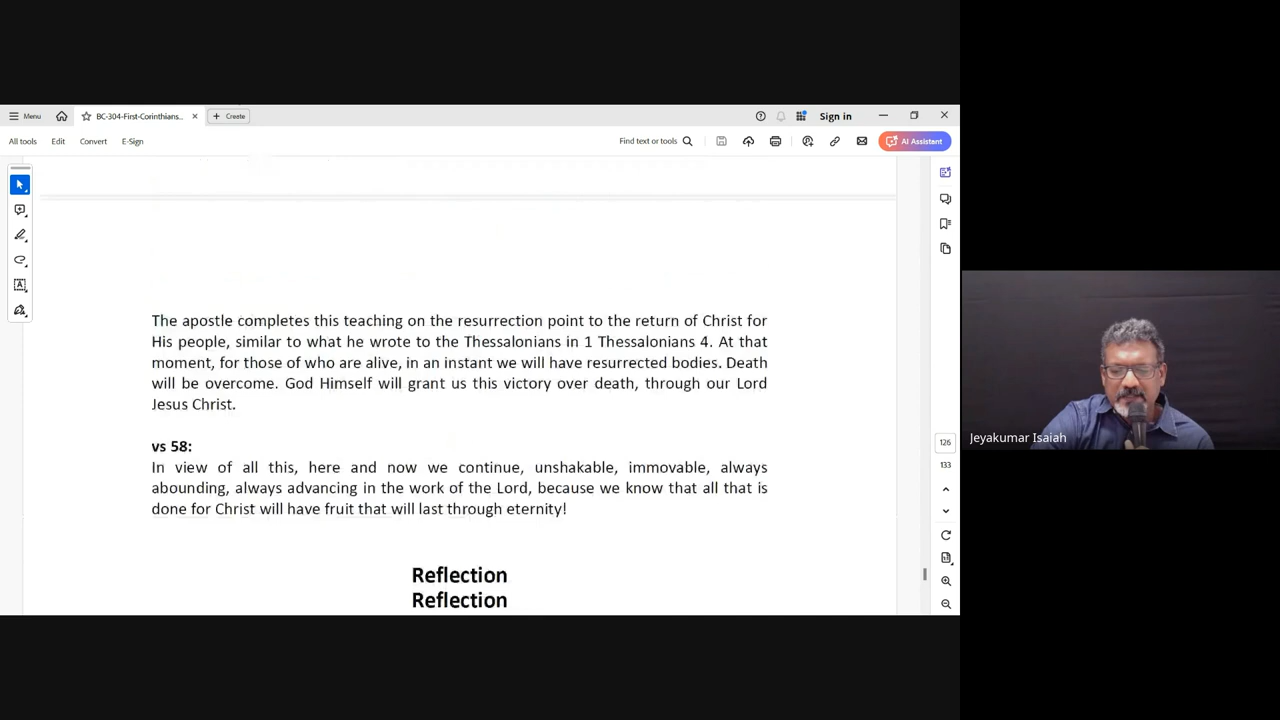 Menu
BC-304-First-Corinthians...
Create
Sign in
All tools
Edit
Convert
E-Sign
Find text or tools
AI Assistant
The apostle completes this teaching on the resurrection point to the return of Christ for
His people, similar to what he wrote to the Thessalonians in 1 Thessalonians 4. At that
moment, for those of who are alive, in an instant we will have resurrected bodies. Death
will be overcome. God Himself will grant us this victory over death, through our Lord
Jesus Christ.
vs 58:
In view of all this, here and now we continue, unshakable, immovable, always
abounding, always advancing in the work of the Lord, because we know that all that is
done for Christ will have fruit that will last through eternity!
Reflection
Reflection
126
133
Jeyakumar Isaiah